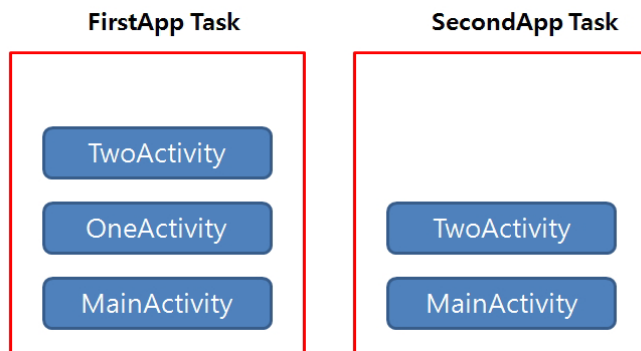 FirstApp Task
TwoActivity
OneActivity
MainActivity
SecondApp Task
TwoActivity
MainActivity